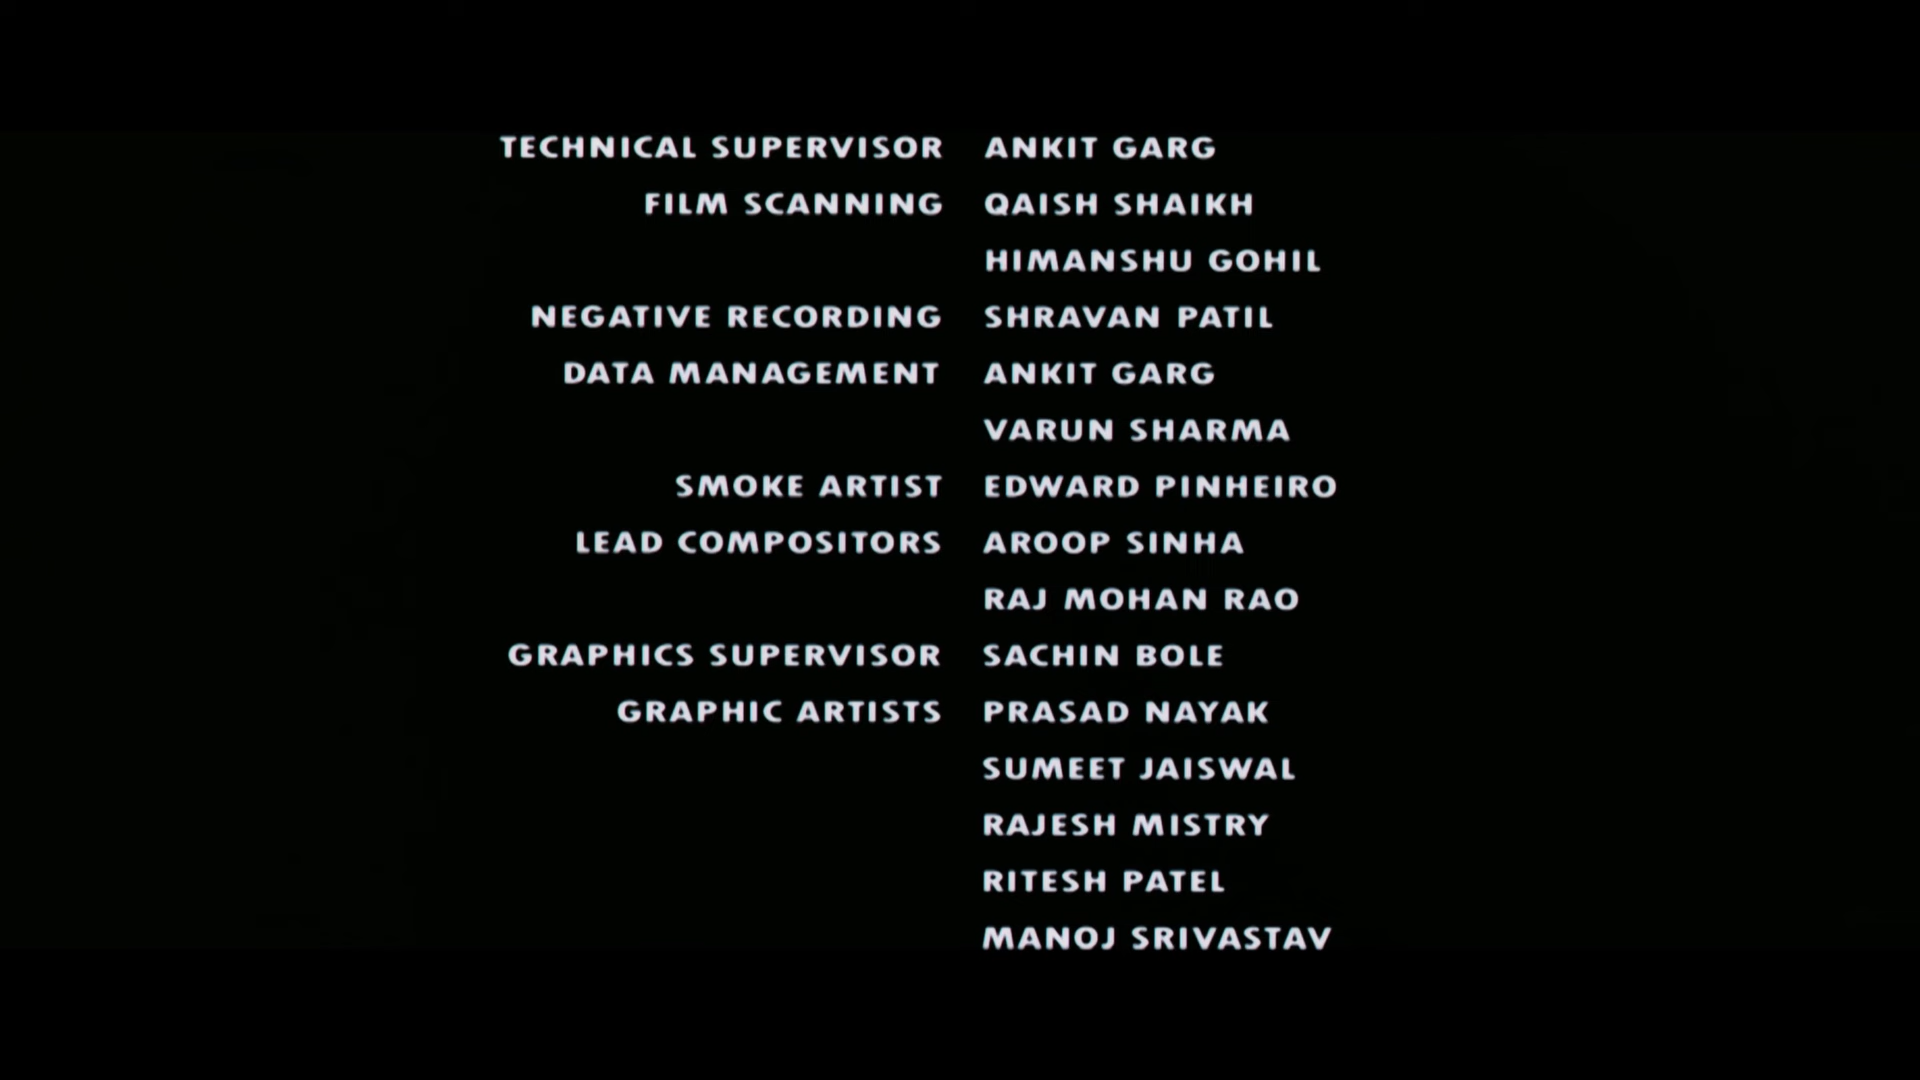 TECHNICAL SUPERVISOR ANKIT GARG
FILM SCANNING QAISH SHAIKH
HIMANSHU GOHIL
NEGATIVE RECORDING SHRAVAN PATIL
DATA MANAGEMENT ANKIT GARG
VARUN SHARMA
SMOKE ARTIST EDWARD PINHEIRO
LEAD COMPOSITORS AROOP SINHA
RAJ MOHAN RAO
GRAPHICS SUPERVISOR SACHIN BOLE
GRAPHIC ARTISTS PRASAD NAYAK
SUMEET JAISWAL
RAJESH MISTRY
RITESH PATEL
MANOJ SRIVASTAV